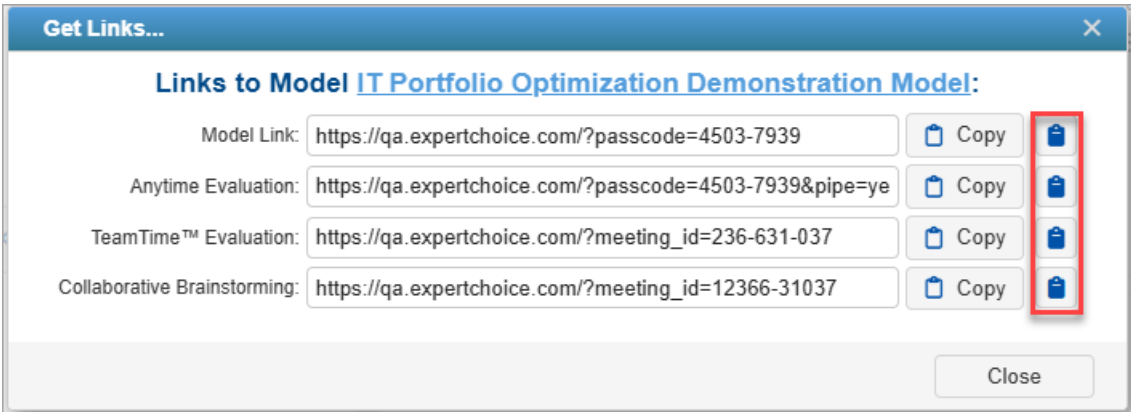 Get Links...
Links to Model IT Portfolio Optimization Demonstration Model:
Model Link: https://qa.expertchoice.com/?passcode=4503-7939 Copy
Anytime Evaluation: https://qa.expertchoice.com/?passcode=4503-7939&pipe=ye Copy
TeamTime™ Evaluation: https://qa.expertchoice.com/?meeting_id=236-631-037 Copy
Collaborative Brainstorming: https://qa.expertchoice.com/?meeting_id=12366-31037 Copy
Close